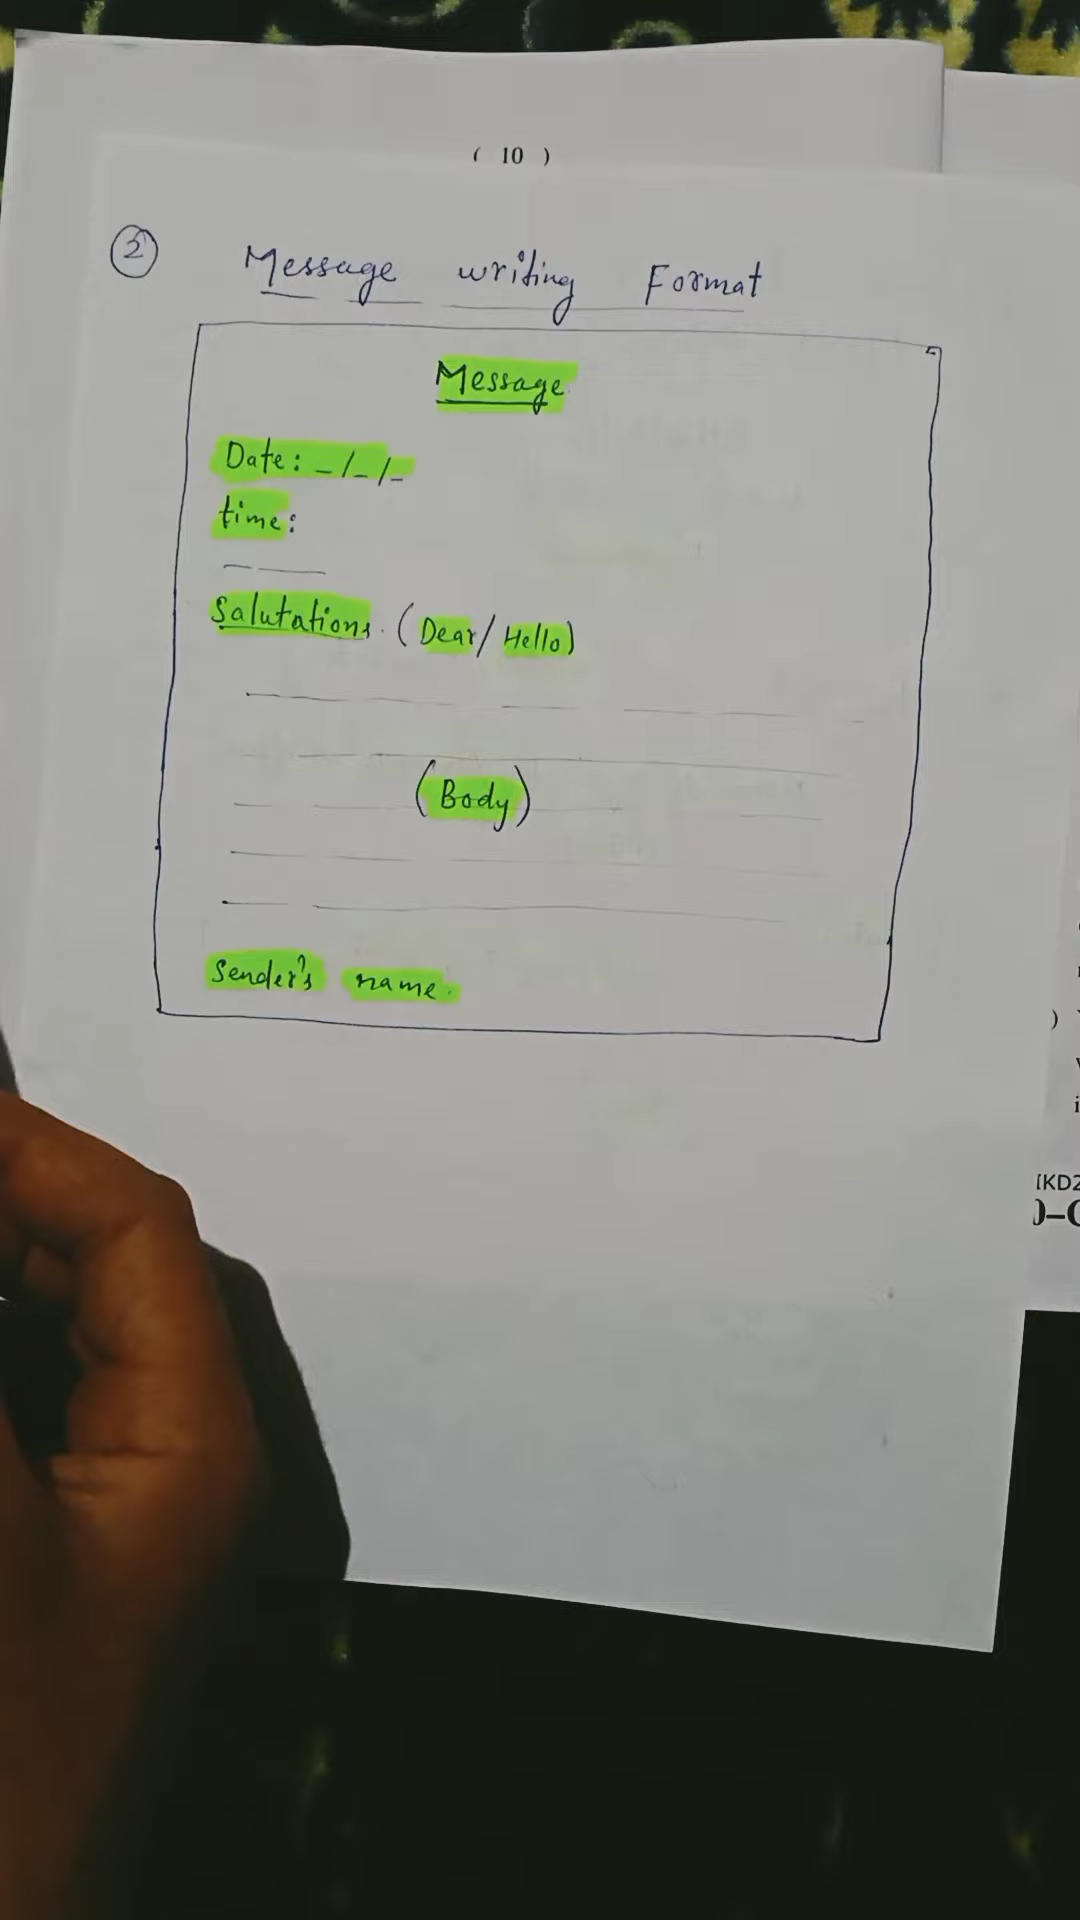 ( 10 )
2
Message writing Format
Message
Date: _/_/_
time:
Salutations. (Dear/Hello)
(Body)
Sender's name.
)
i